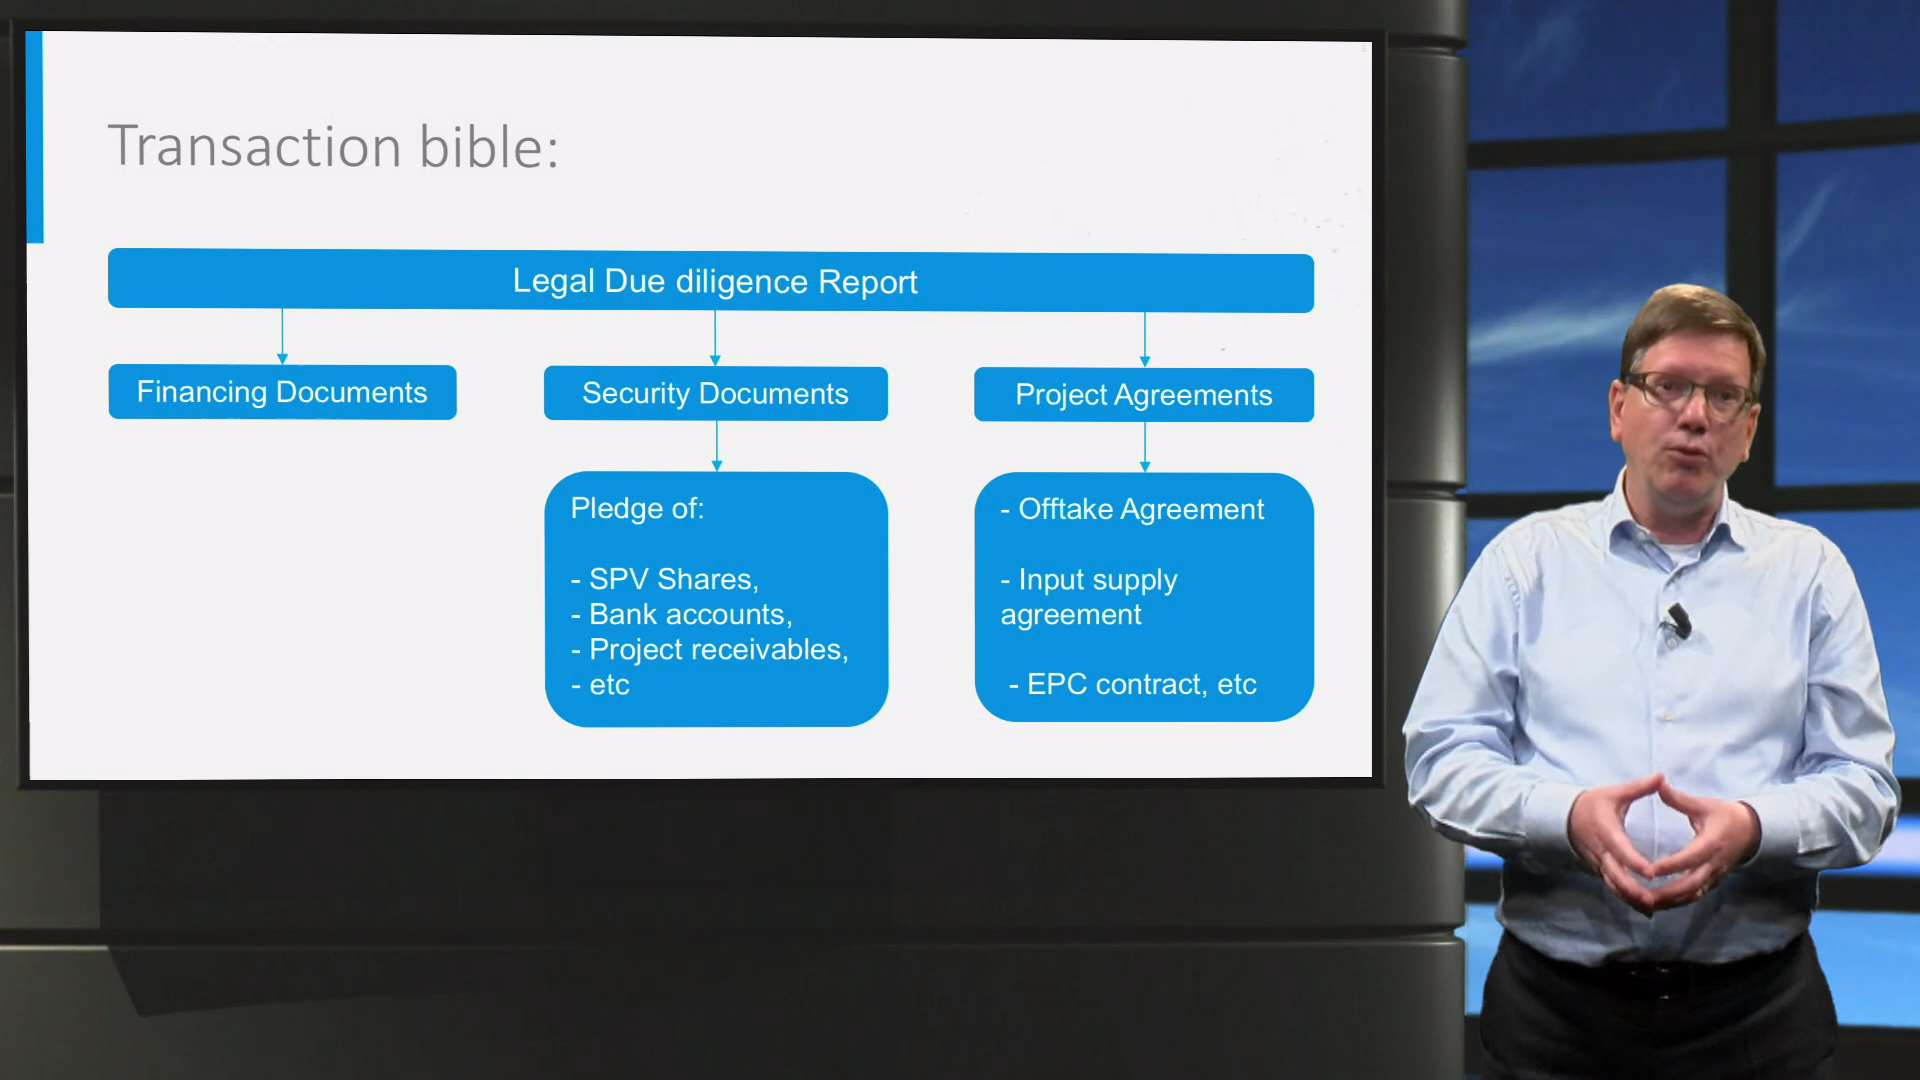 Transaction bible:
Legal Due diligence Report
Financing Documents
Security Documents
Project Agreements
Pledge of:
- SPV Shares,
- Bank accounts,
- Project receivables,
- etc
- Offtake Agreement
- Input supply
agreement
- EPC contract, etc